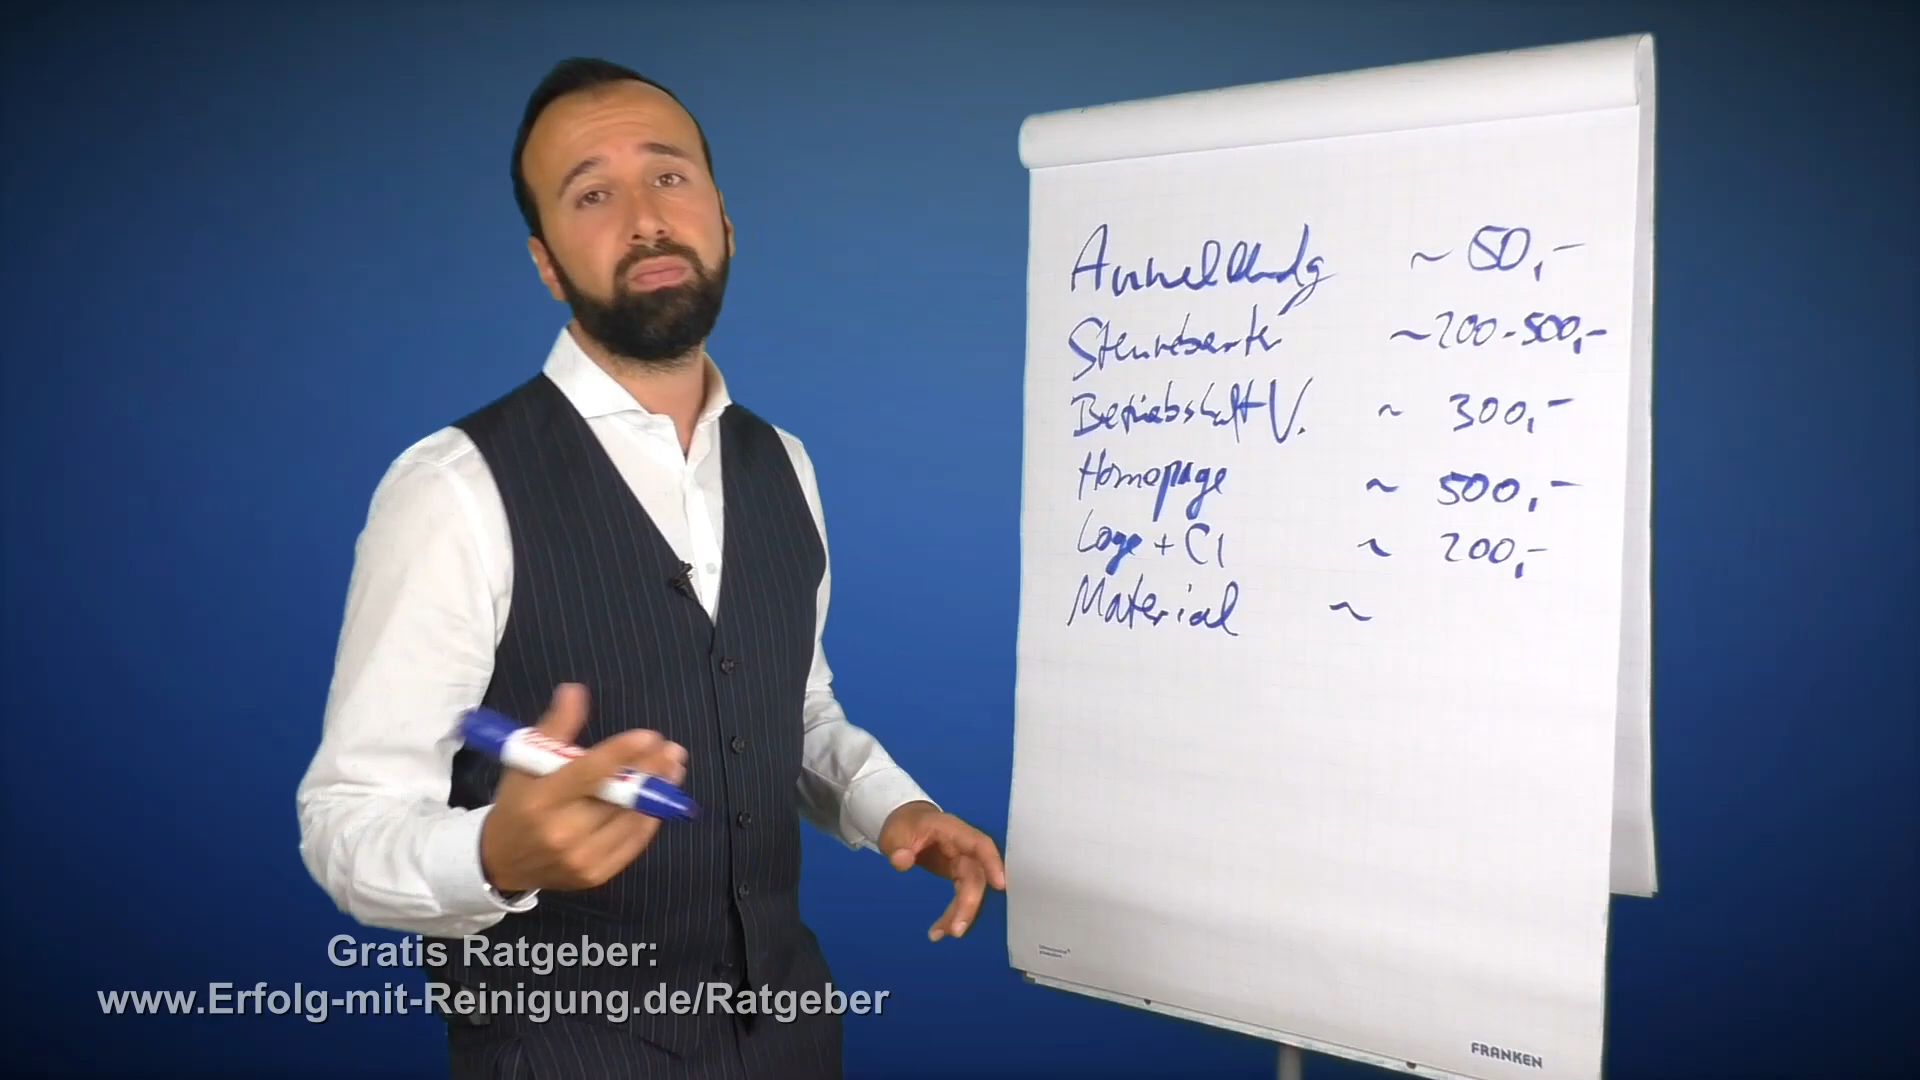 Anmeldung ~ 50,-
Steuerberater ~ 200-500,-
BetriebshaftV. ~ 300,-
Homepage ~ 500,-
Logo + CI ~ 200,-
Material ~
Gratis Ratgeber:
www.Erfolg-mit-Reinigung.de/Ratgeber
FRANKEN